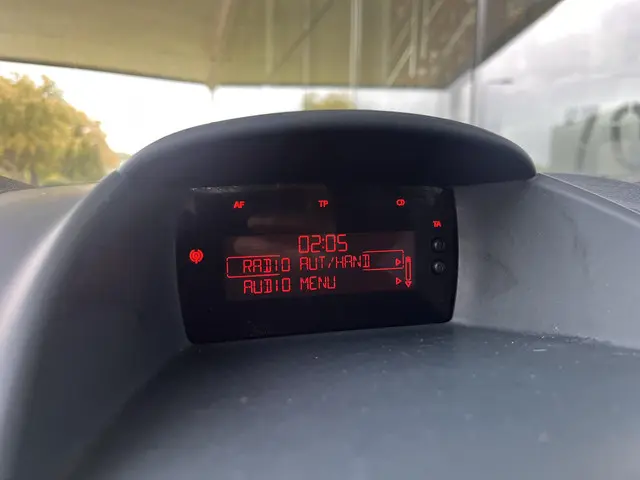 AF TP CD
TA
02:05
RADIO AUT/HAND
AUDIO MENU